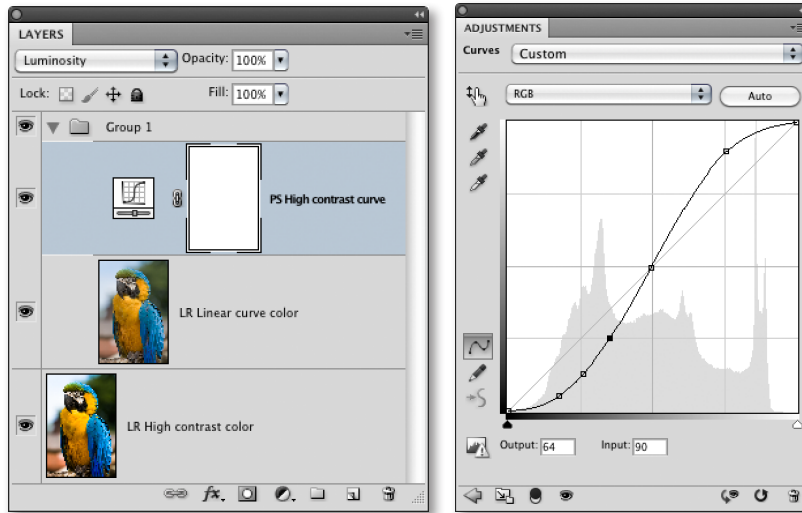 LAYERS
Luminosity Opacity: 100%
Lock: Fill: 100%
Group 1
PS High contrast curve
LR Linear curve color
LR High contrast color
fx.
ADJUSTMENTS
Curves Custom
RGB Auto
Output: 64 Input: 90